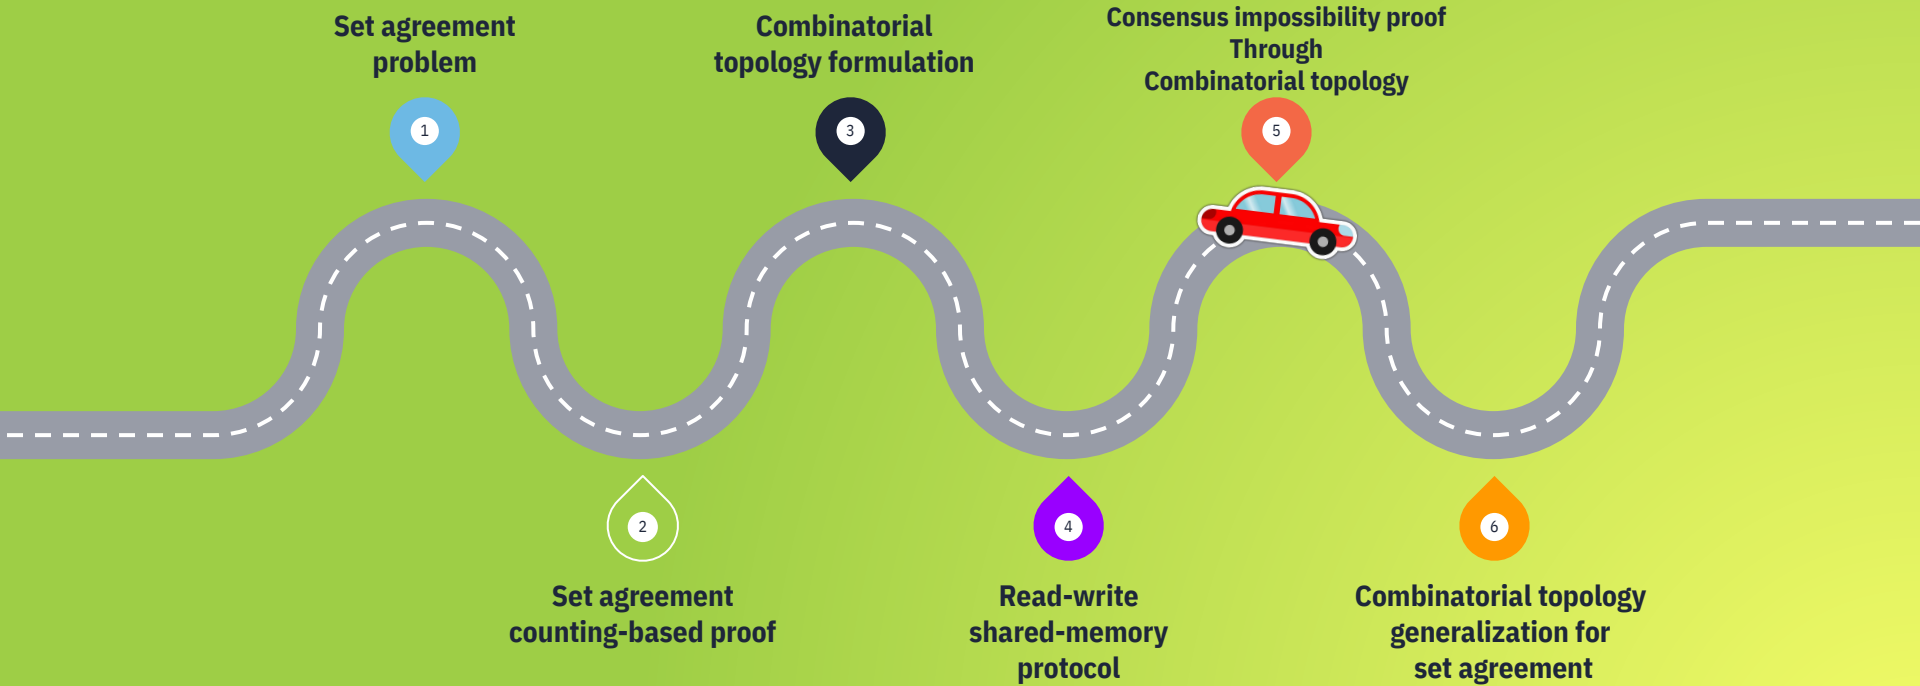 Set agreement
problem
1
Set agreement
counting-based proof
2
Combinatorial
topology formulation
3
Read-write
shared-memory
protocol
4
Consensus impossibility proof
Through
Combinatorial topology
5
Combinatorial topology
generalization for
set agreement
6